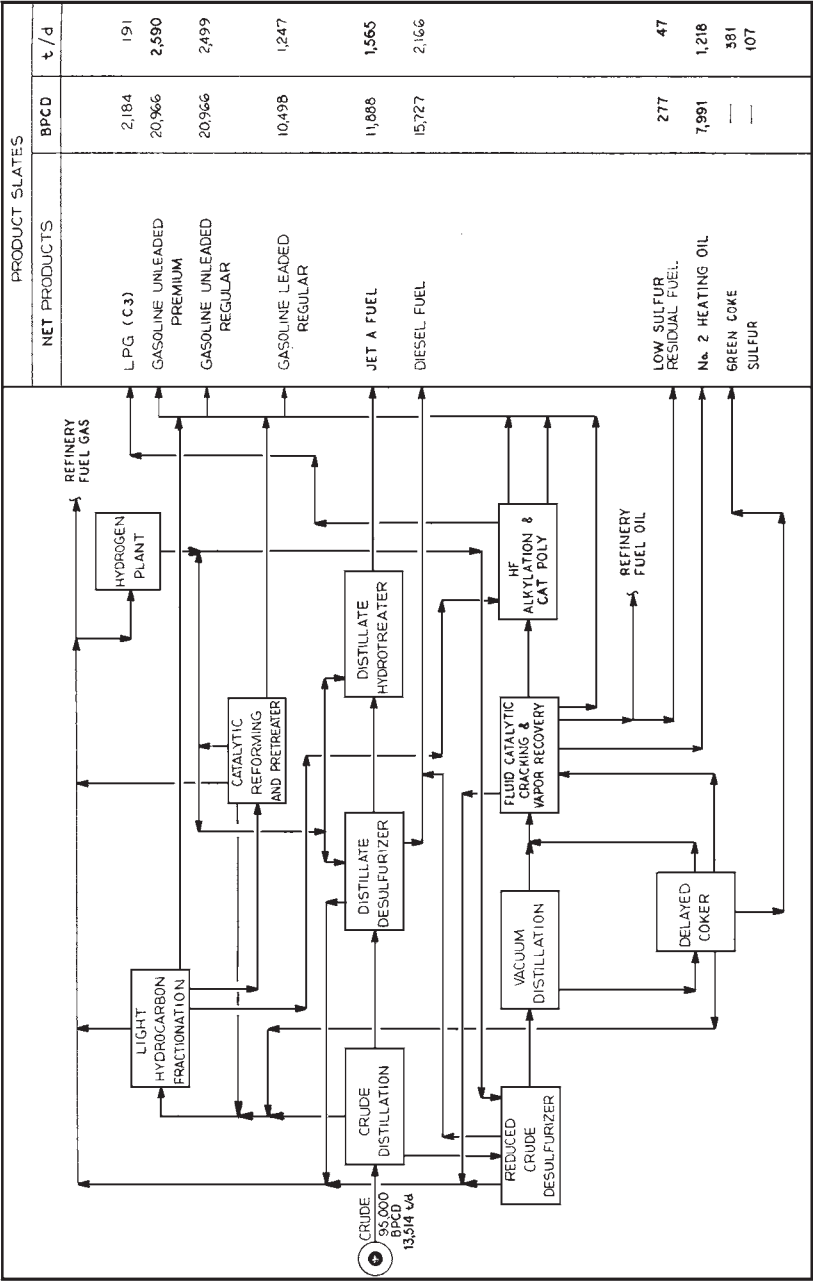 PRODUCT SLATES
NET PRODUCTS BPCD t/d
LPG (C3) 2,184 191
GASOLINE UNLEADED 20,966 2,590
PREMIUM
GASOLINE UNLEADED 20,966 2,499
REGULAR
GASOLINE LEADED 10,498 1,247
REGULAR
JET A FUEL 11,888 1,565
DIESEL FUEL 15,727 2,166
LOW SULFUR
RESIDUAL FUEL. 277 47
No. 2 HEATING OIL 7,991 1,218
GREEN COKE — 381
SULFUR — 107
REFINERY
FUEL GAS
HYDROGEN
PLANT
LIGHT
HYDROCARBON
FRACTIONATION
CATALYTIC
REFORMING
AND PRETREATER
CRUDE
95,000
BPCD
13,514 t/d
CRUDE
DISTILLATION
DISTILLATE
DESULFURIZER
DISTILLATE
HYDROTREATER
REDUCED
CRUDE
DESULFURIZER
VACUUM
DISTILLATION
FLUID CATALYTIC
CRACKING &
VAPOR RECOVERY
HF
ALKYLATION &
CAT POLY
REFINERY
FUEL OIL
DELAYED
COKER